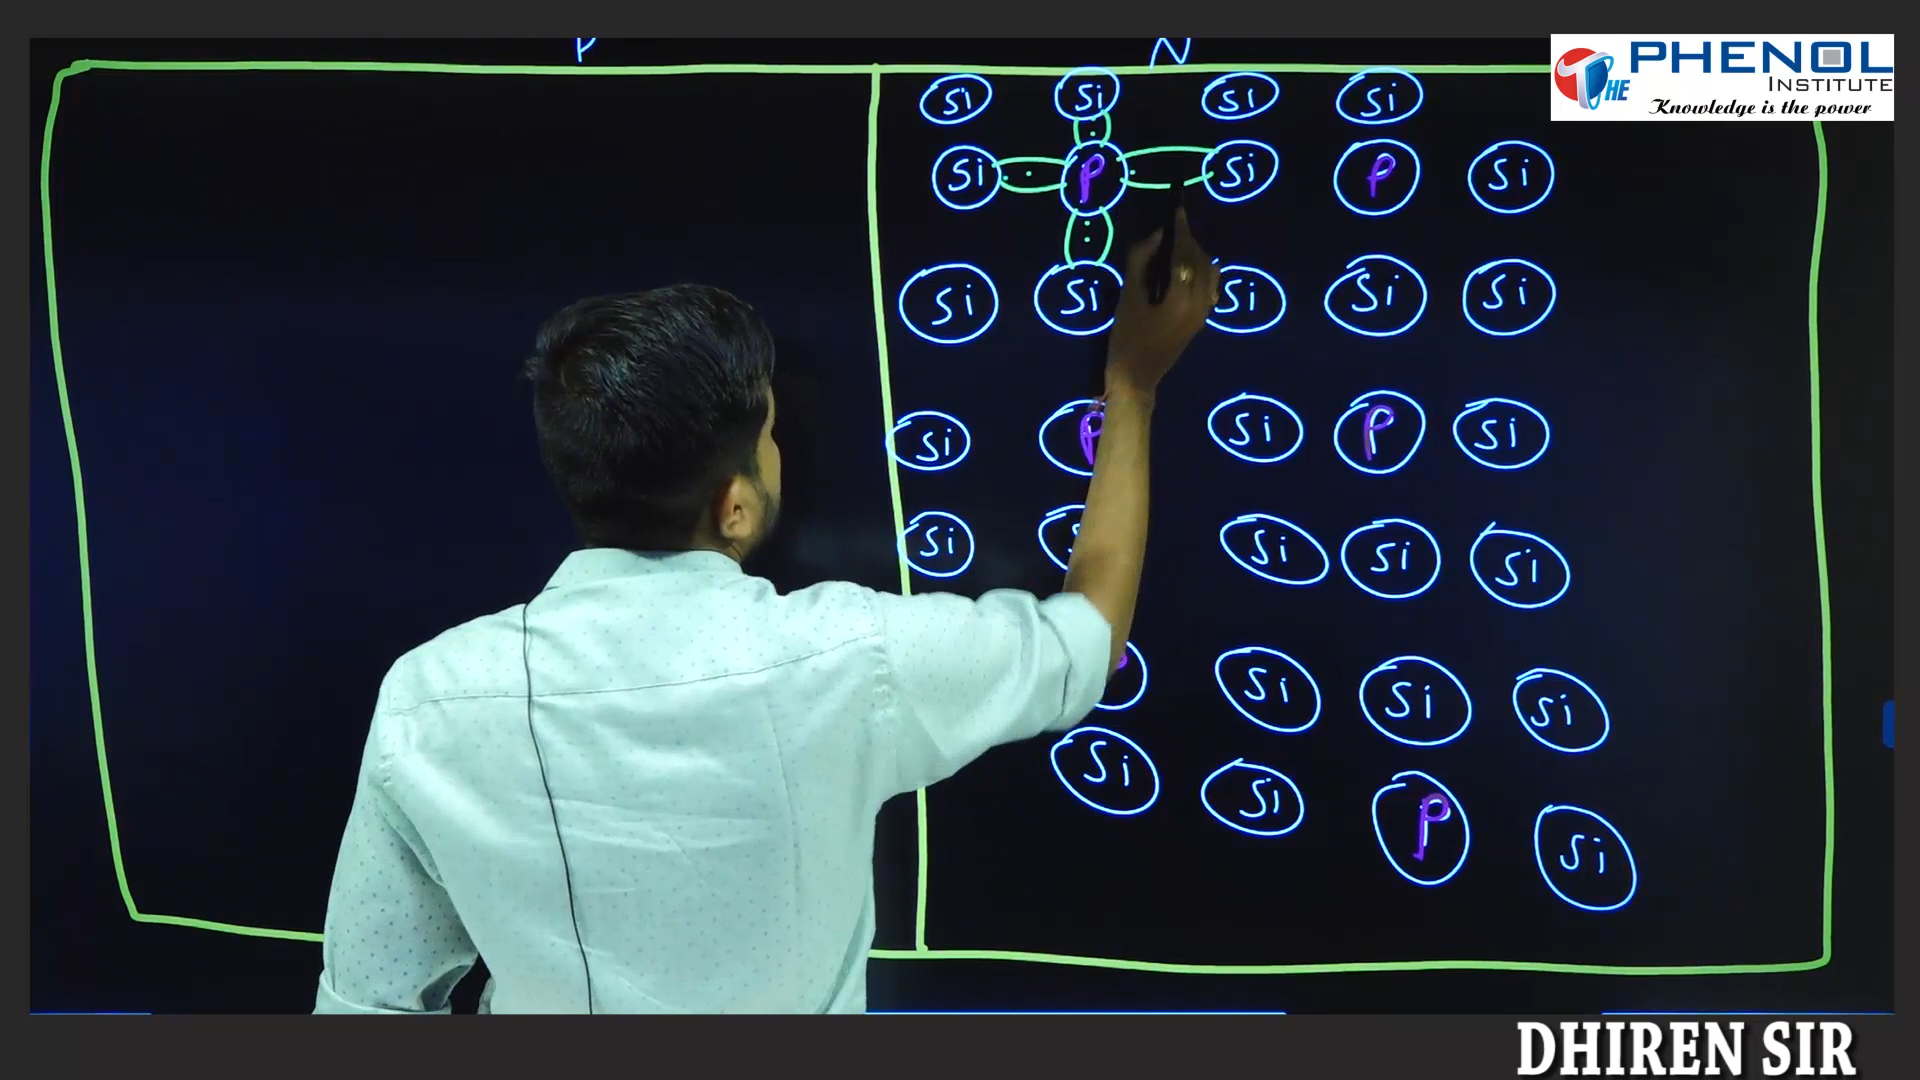 P N
THE PHENOL
INSTITUTE
Knowledge is the power
Si Si Si Si
Si P Si P Si
Si Si Si Si Si
Si P Si P Si
Si Si Si Si
P Si Si Si
Si Si P Si
DHIREN SIR